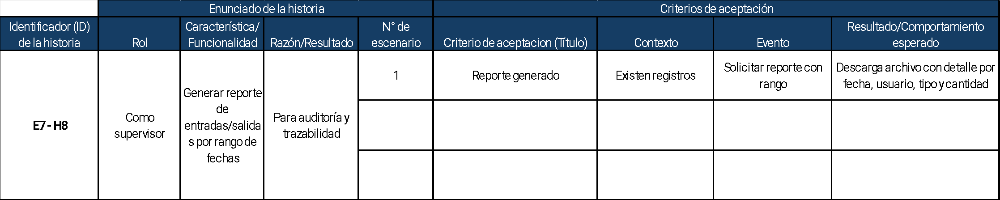 Enunciado de la historia
Criterios de aceptación
Identificador (ID)
de la historia
Rol
Característica/
Funcionalidad
Razón/Resultado
N° de
escenario
Criterio de aceptacion (Título)
Contexto
Evento
Resultado/Comportamiento
esperado
E7 - H8
Como
supervisor
Generar reporte
de
entradas/salida
s por rango de
fechas
Para auditoría y
trazabilidad
1
Reporte generado
Existen registros
Solicitar reporte con
rango
Descarga archivo con detalle por
fecha, usuario, tipo y cantidad